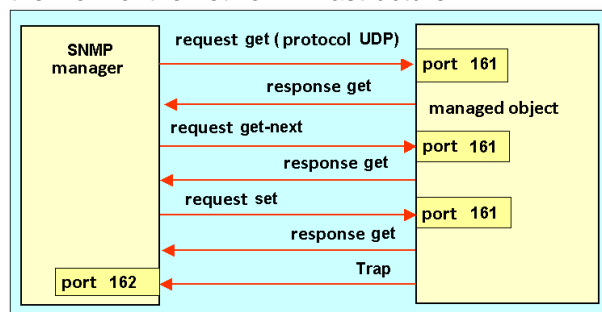 SNMP
manager
request get ( protocol UDP)
port 161
response get
managed object
request get-next
port 161
response get
request set
port 161
response get
Trap
port 162